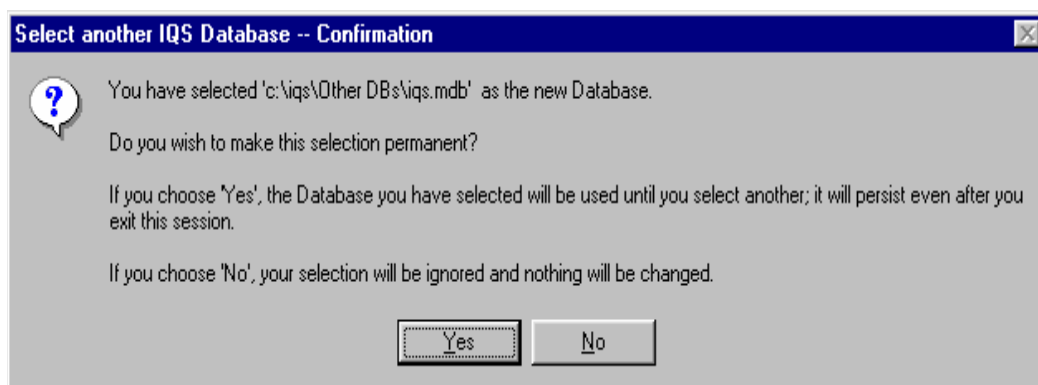 Select another IQS Database -- Confirmation
You have selected 'c:\iqs\Other DBs\iqs.mdb'  as the new Database.
Do you wish to make this selection permanent?
If you choose 'Yes', the Database you have selected will be used until you select another; it will persist even after you
exit this session.
If you choose 'No', your selection will be ignored and nothing will be changed.
Yes
No